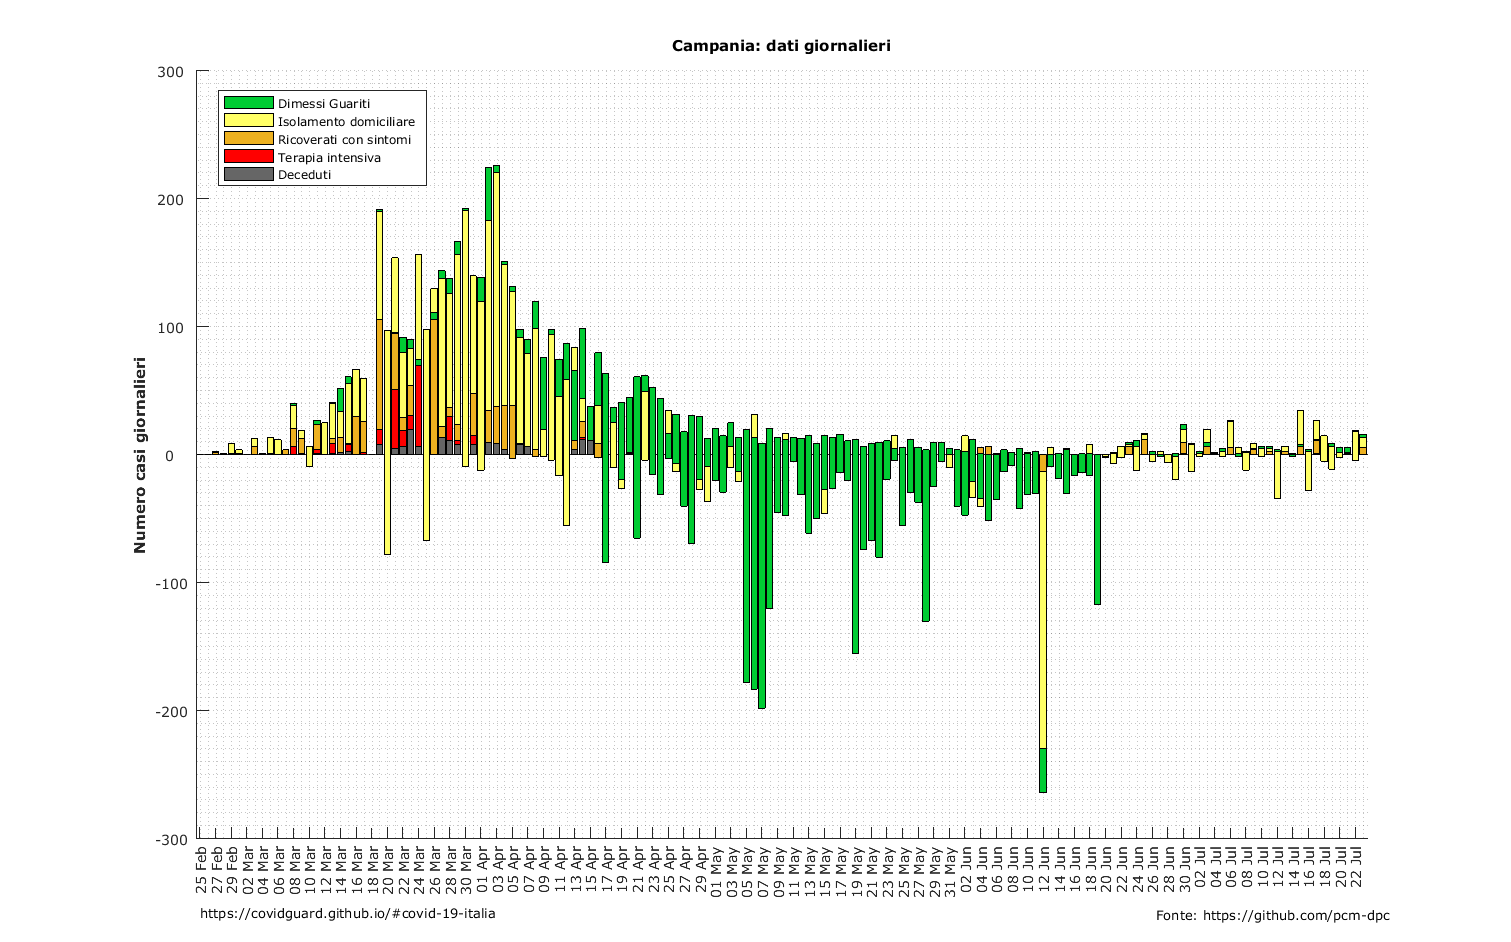 Campania: dati giornalieri
300
200
100
0
-100
-200
-300
Numero casi giornalieri
Dimessi Guariti
Isolamento domiciliare
Ricoverati con sintomi
Terapia intensiva
Deceduti
25 Feb
27 Feb
29 Feb
02 Mar
04 Mar
06 Mar
08 Mar
10 Mar
12 Mar
14 Mar
16 Mar
18 Mar
20 Mar
22 Mar
24 Mar
26 Mar
28 Mar
30 Mar
01 Apr
03 Apr
05 Apr
07 Apr
09 Apr
11 Apr
13 Apr
15 Apr
17 Apr
19 Apr
21 Apr
23 Apr
25 Apr
27 Apr
29 Apr
01 May
03 May
05 May
07 May
09 May
11 May
13 May
15 May
17 May
19 May
21 May
23 May
25 May
27 May
29 May
31 May
02 Jun
04 Jun
06 Jun
08 Jun
10 Jun
12 Jun
14 Jun
16 Jun
18 Jun
20 Jun
22 Jun
24 Jun
26 Jun
28 Jun
30 Jun
02 Jul
04 Jul
06 Jul
08 Jul
10 Jul
12 Jul
14 Jul
16 Jul
18 Jul
20 Jul
22 Jul
https://covidguard.github.io/#covid-19-italia
Fonte: https://github.com/pcm-dpc